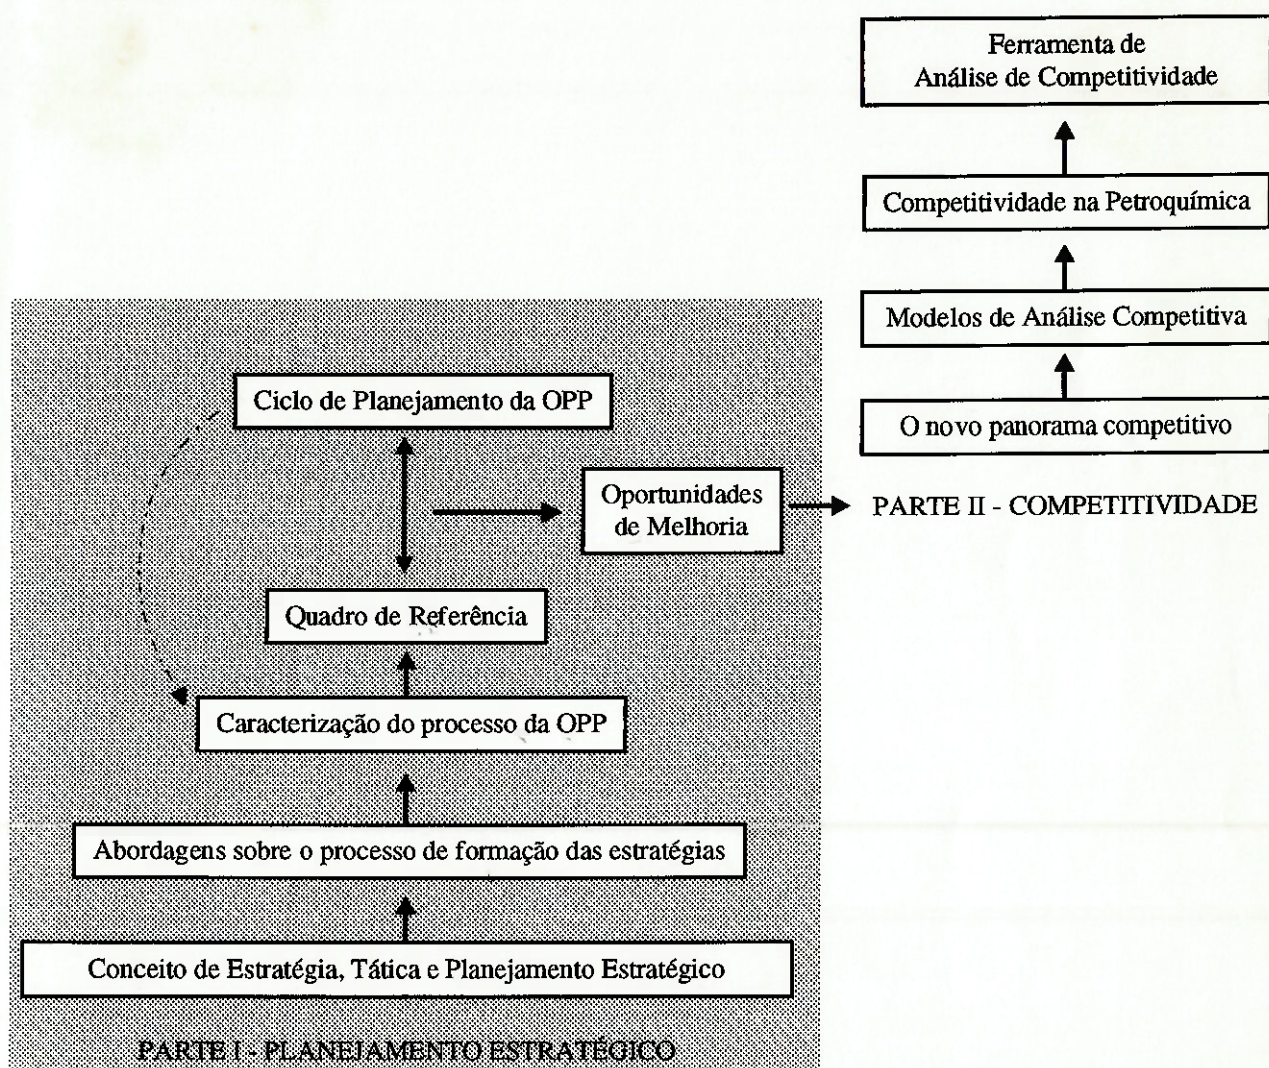 Ferramenta de
Análise de Competitividade
Competitividade na Petroquímica
Modelos de Análise Competitiva
O novo panorama competitivo
PARTE II - COMPETITIVIDADE
Ciclo de Planejamento da OPP
Oportunidades
de Melhoria
Quadro de Referência
Caracterização do processo da OPP
Abordagens sobre o processo de formação das estratégias
Conceito de Estratégia, Tática e Planejamento Estratégico
PARTE I - PLANEJAMENTO ESTRATÉGICO